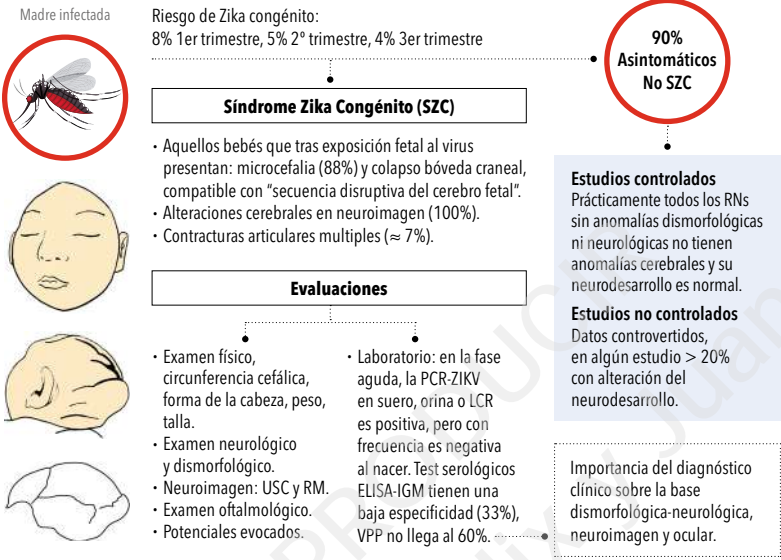 Madre infectada
Riesgo de Zika congénito:
8% 1er trimestre, 5% 2º trimestre, 4% 3er trimestre
90%
Asintomáticos
No SZC
Síndrome Zika Congénito (SZC)
• Aquellos bebés que tras exposición fetal al virus
presentan: microcefalia (88%) y colapso bóveda craneal,
compatible con “secuencia disruptiva del cerebro fetal”.
• Alteraciones cerebrales en neuroimagen (100%).
• Contracturas articulares multiples (≈ 7%).
Estudios controlados
Prácticamente todos los RNs
sin anomalías dismorfológicas
ni neurológicas no tienen
anomalías cerebrales y su
neurodesarrollo es normal.
Estudios no controlados
Datos controvertidos,
en algún estudio > 20%
con alteración del
neurodesarrollo.
Evaluaciones
• Examen físico,
circunferencia cefálica,
forma de la cabeza, peso,
talla.
• Examen neurológico
y dismorfológico.
• Neuroimagen: USC y RM.
• Examen oftalmológico.
• Potenciales evocados.
• Laboratorio: en la fase
aguda, la PCR-ZIKV
en suero, orina o LCR
es positiva, pero con
frecuencia es negativa
al nacer. Test serológicos
ELISA-IGM tienen una
baja especificidad (33%),
VPP no llega al 60%.
Importancia del diagnóstico
clínico sobre la base
dismorfológica-neurológica,
neuroimagen y ocular.